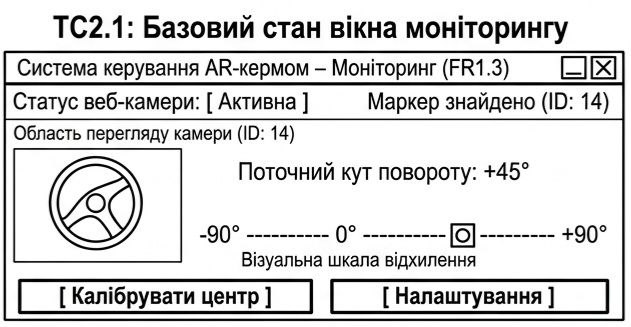 TC2.1: Базовий стан вікна моніторингу
Система керування AR-кермом – Моніторинг (FR1.3)
Статус веб-камери: [ Активна ] Маркер знайдено (ID: 14)
Область перегляду камери (ID: 14)
Поточний кут повороту: +45°
-90° ---------- 0° ----------[O]--------- +90°
Візуальна шкала відхилення
[ Калібрувати центр ] [ Налаштування ]